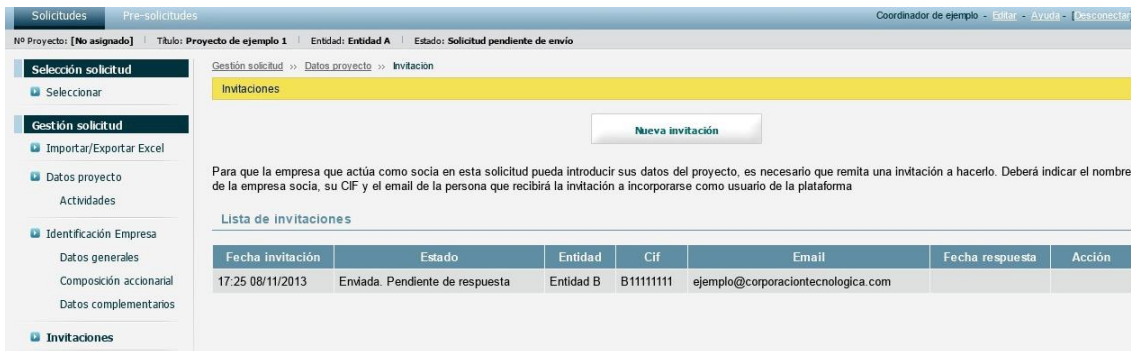 Solicitudes Pre-solicitudes Coordinador de ejemplo - Editar - Ayuda - [Desconectar
Nº Proyecto: [No asignado] Título: Proyecto de ejemplo 1 Entidad: Entidad A Estado: Solicitud pendiente de envío
Selección solicitud
Seleccionar
Gestión solicitud
Importar/Exportar Excel
Datos proyecto
Actividades
Identificación Empresa
Datos generales
Composición accionarial
Datos complementarios
Invitaciones
Gestión solicitud >> Datos proyecto >> Invitación
Invitaciones
Nueva invitación
Para que la empresa que actúa como socia en esta solicitud pueda introducir sus datos del proyecto, es necesario que remita una invitación a hacerlo. Deberá indicar el nombre
de la empresa socia, su CIF y el email de la persona que recibirá la invitación a incorporarse como usuario de la plataforma
Lista de invitaciones
Fecha invitación Estado Entidad Cif Email Fecha respuesta Acción
17:25 08/11/2013 Enviada. Pendiente de respuesta Entidad B B11111111 ejemplo@corporaciontecnologica.com